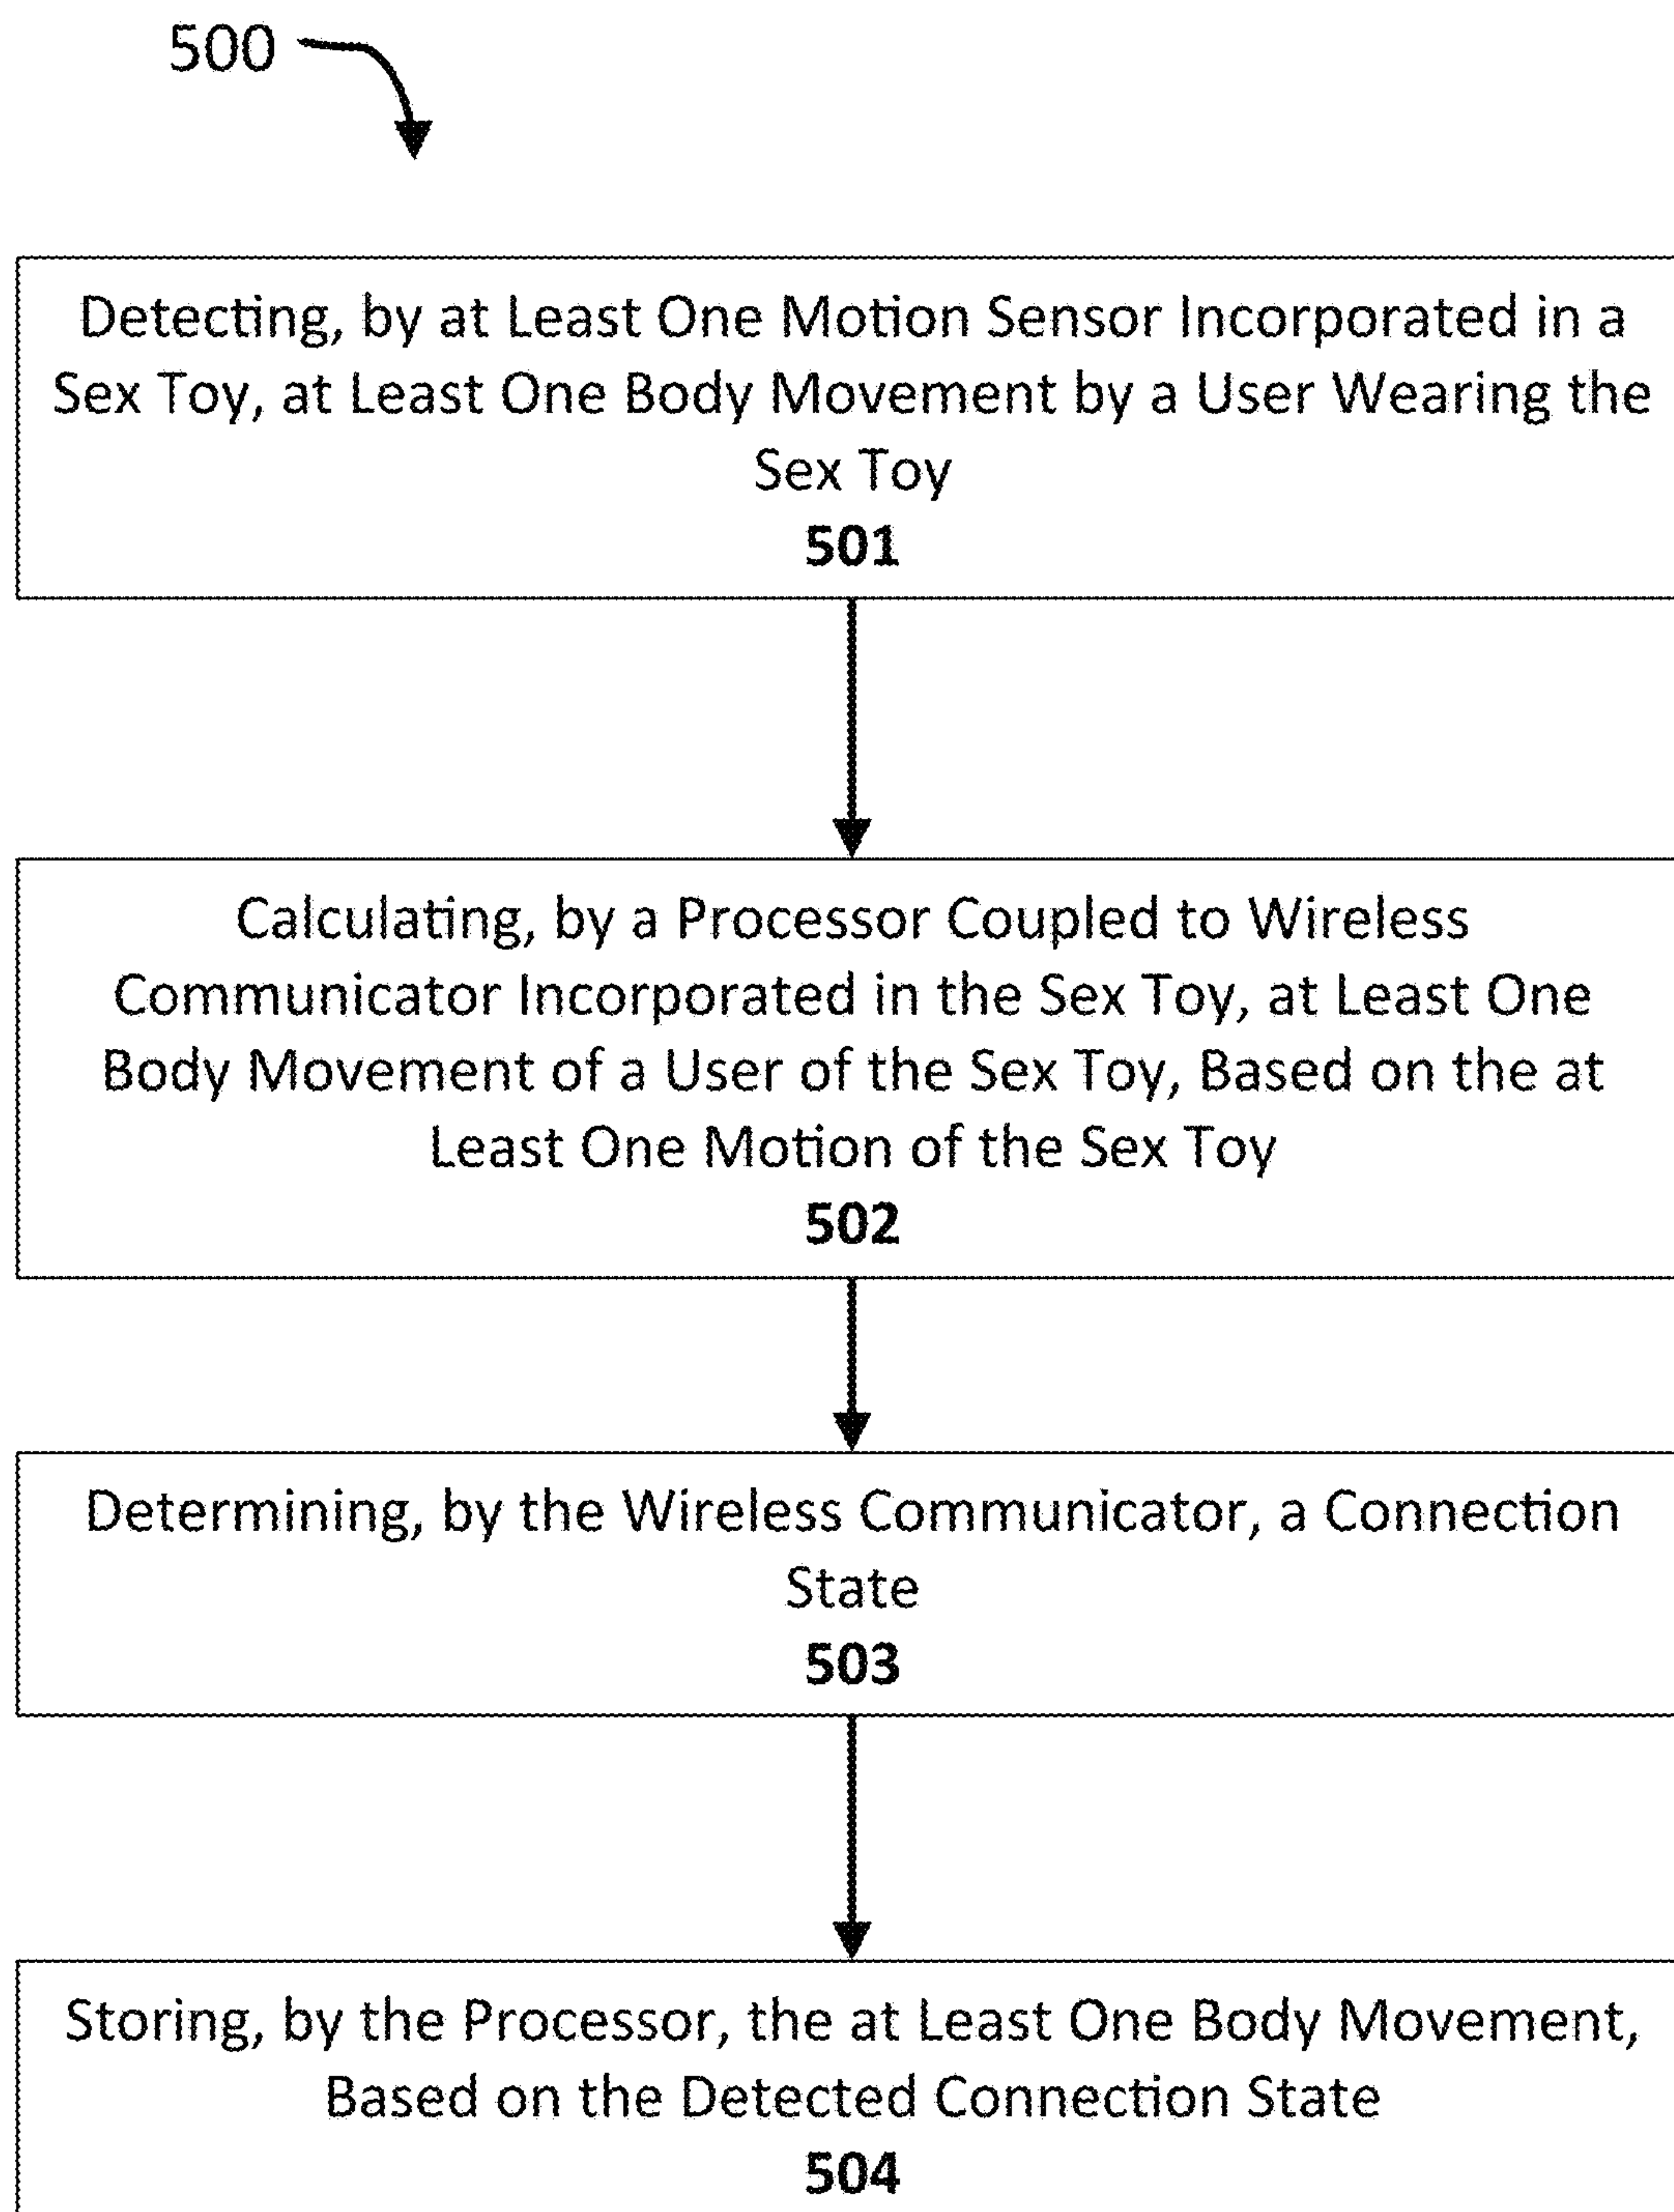 500
Detecting, by at Least One Motion Sensor Incorporated in a
Sex Toy, at Least One Body Movement by a User Wearing the
Sex Toy
501
Calculating, by a Processor Coupled to Wireless
Communicator Incorporated in the Sex Toy, at Least One
Body Movement of a User of the Sex Toy, Based on the at
Least One Motion of the Sex Toy
502
Determining, by the Wireless Communicator, a Connection
State
503
Storing, by the Processor, the at Least One Body Movement,
Based on the Detected Connection State
504